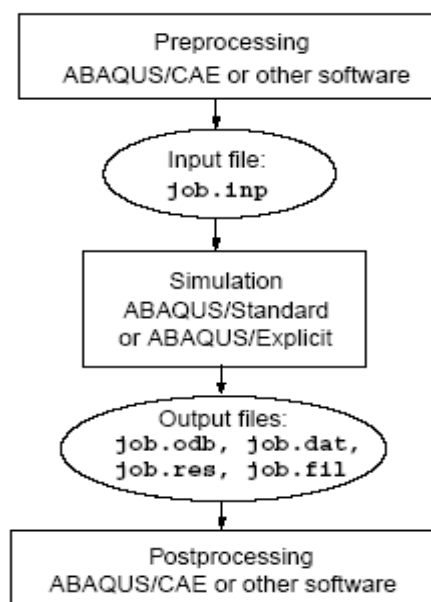 Preprocessing
ABAQUS/CAE or other software
Input file:
job.inp
Simulation
ABAQUS/Standard
or ABAQUS/Explicit
Output files:
job.odb, job.dat,
job.res, job.fil
Postprocessing
ABAQUS/CAE or other software